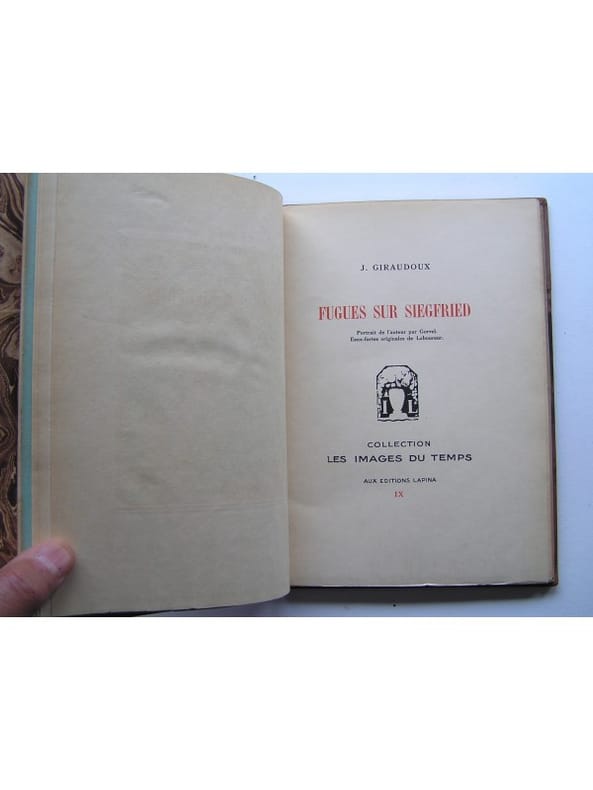 J. GIRAUDOUX
FUGUES SUR SIEGFRIED
Portrait de l'auteur par Gorvel.
Eaux-fortes originales de Laboureur.
L
COLLECTION
LES IMAGES DU TEMPS
AUX EDITIONS LAPINA
IX